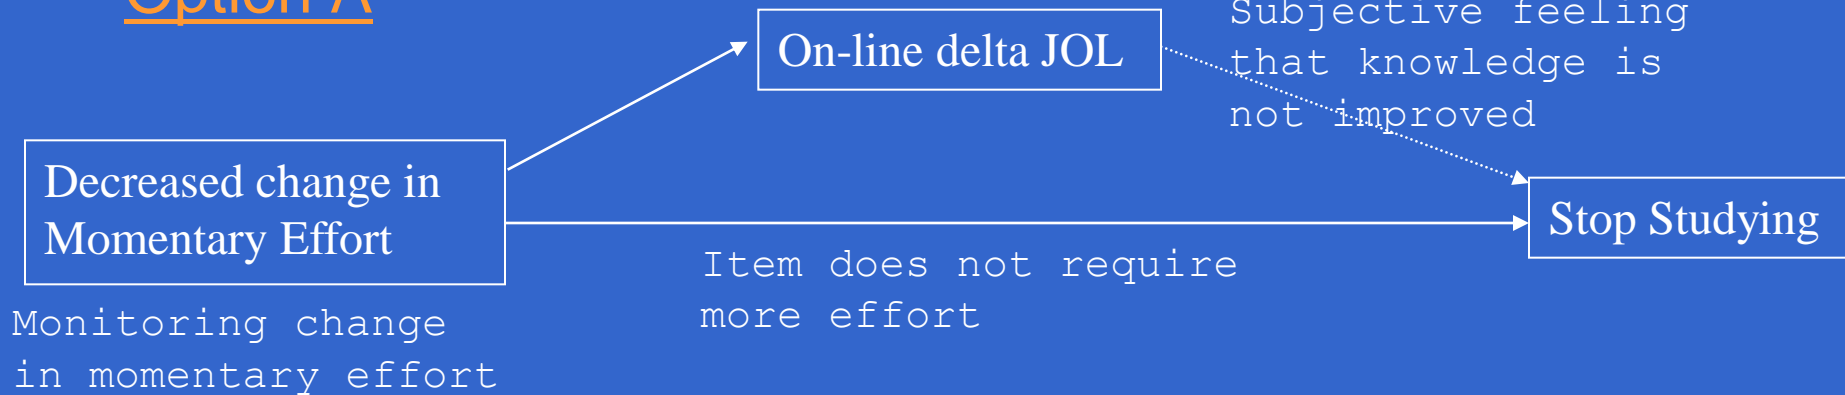 Option A
On-line delta JOL
Subjective feeling
that knowledge is
not improved
Decreased change in
Momentary Effort
Stop Studying
Item does not require
more effort
Monitoring change
in momentary effort